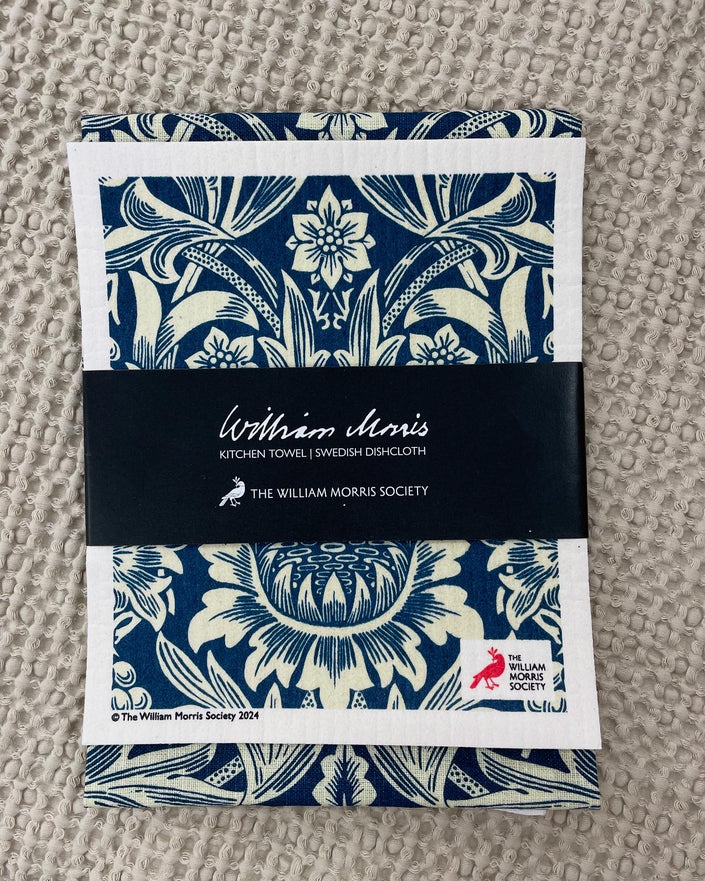 William Morris
KITCHEN TOWEL | SWEDISH DISHCLOTH
THE WILLIAM MORRIS SOCIETY
THE
WILLIAM
MORRIS
SOCIETY
© The William Morris Society 2024